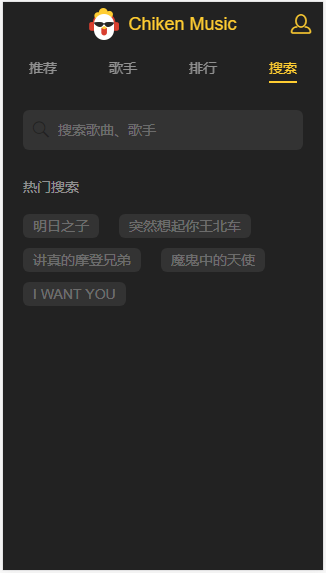 Chiken Music
推荐 歌手 排行 搜索
搜索歌曲、歌手
热门搜索
明日之子 突然想起你王北车
讲真的摩登兄弟 魔鬼中的天使
I WANT YOU